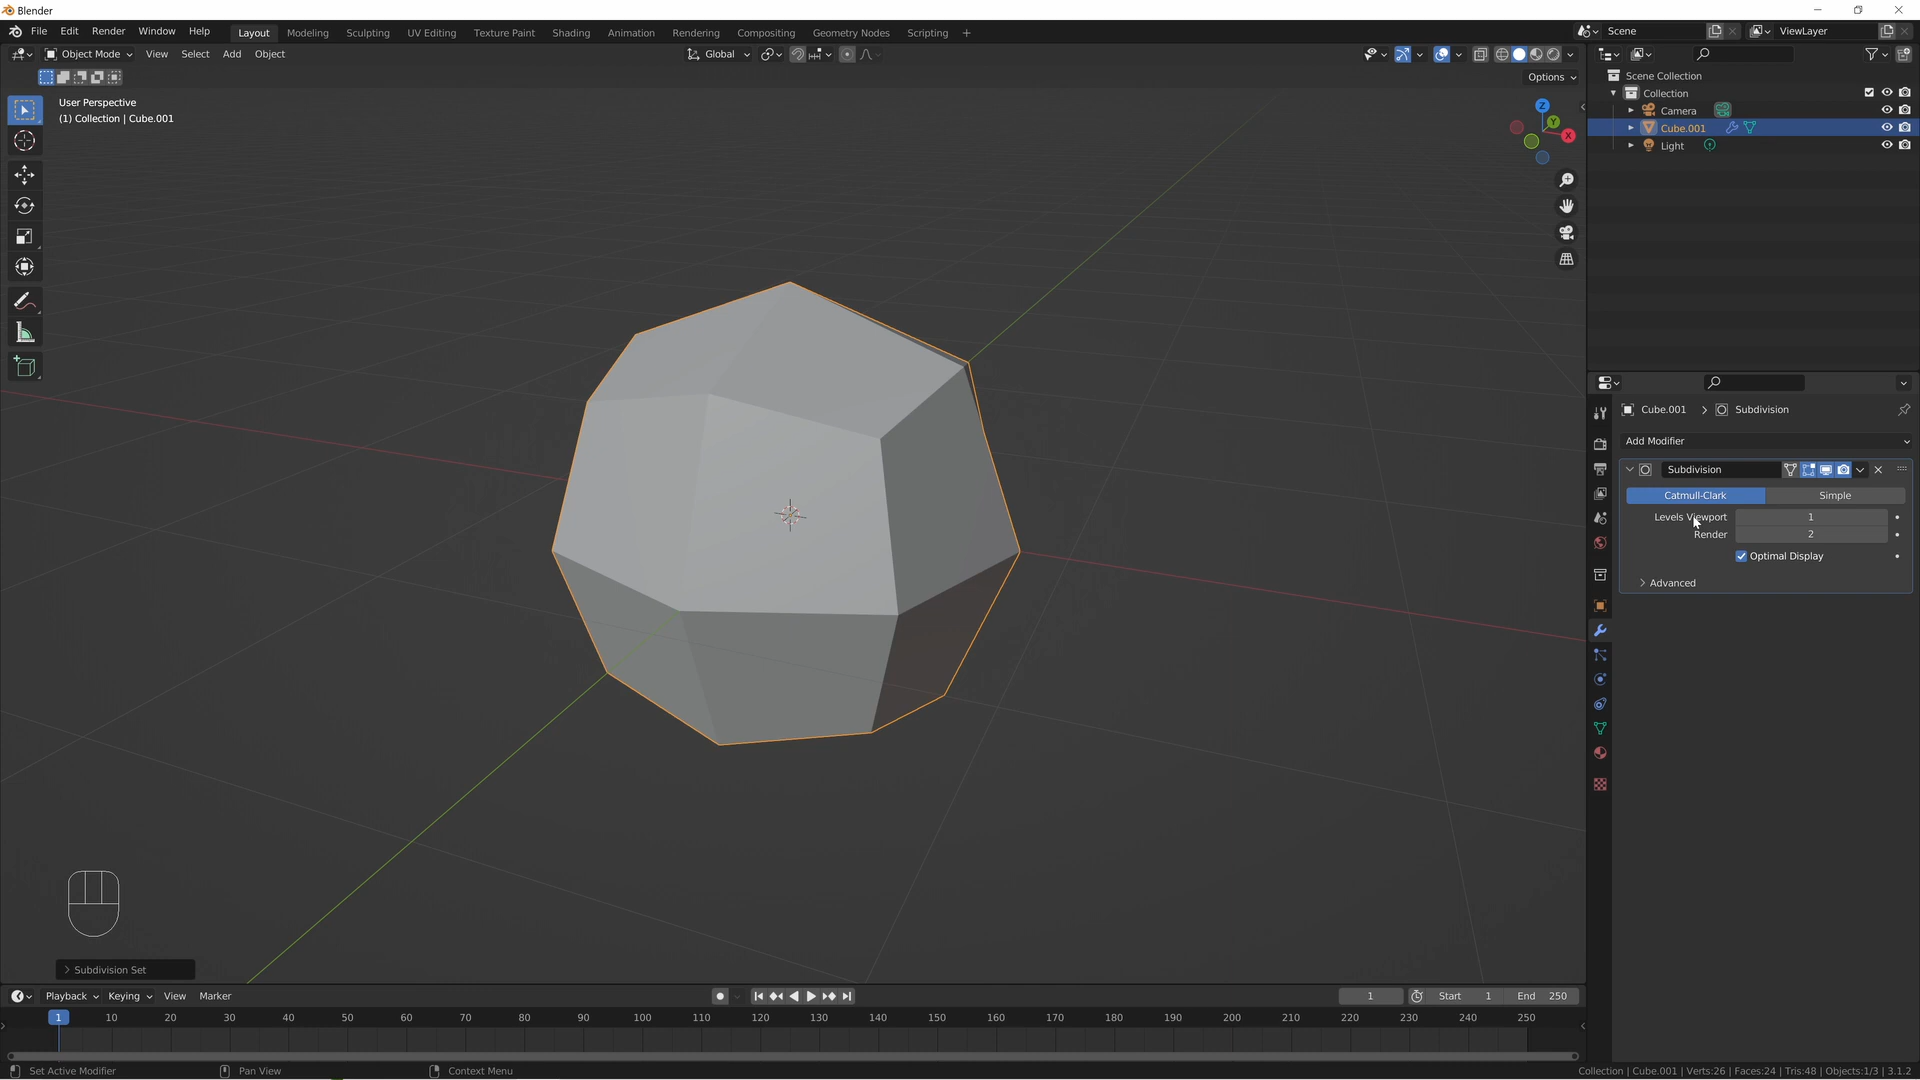 Blender
File Edit Render Window Help
Layout Modeling Sculpting UV Editing Texture Paint Shading Animation Rendering Compositing Geometry Nodes Scripting +
Scene
ViewLayer
Object Mode View Select Add Object
Global
Options
User Perspective
(1) Collection | Cube.001
Z
Y
X
Scene Collection
Collection
Camera
Cube.001
Light
Cube.001 > Subdivision
Add Modifier
Subdivision
Catmull-Clark Simple
Levels Viewport 1
Render 2
Optimal Display
Advanced
Subdivision Set
Playback Keying View Marker
1 Start 1 End 250
1 10 20 30 40 50 60 70 80 90 100 110 120 130 140 150 160 170 180 190 200 210 220 230 240 250
Set Active Modifier Pan View Context Menu
Collection | Cube.001 | Verts:26 | Faces:24 | Tris:48 | Objects:1/3 | 3.1.2